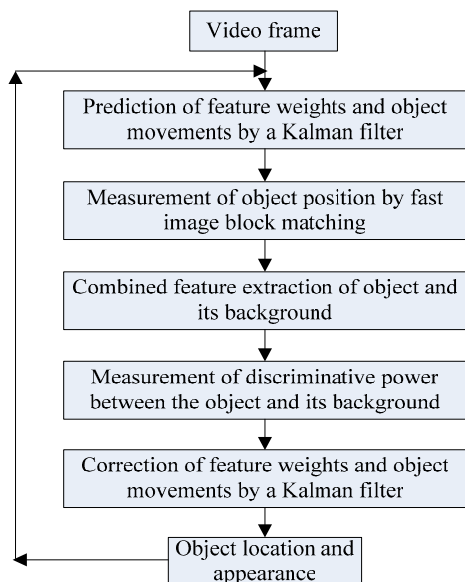 Video frame
Prediction of feature weights and object
movements by a Kalman filter
Measurement of object position by fast
image block matching
Combined feature extraction of object and
its background
Measurement of discriminative power
between the object and its background
Correction of feature weights and object
movements by a Kalman filter
Object location and
appearance